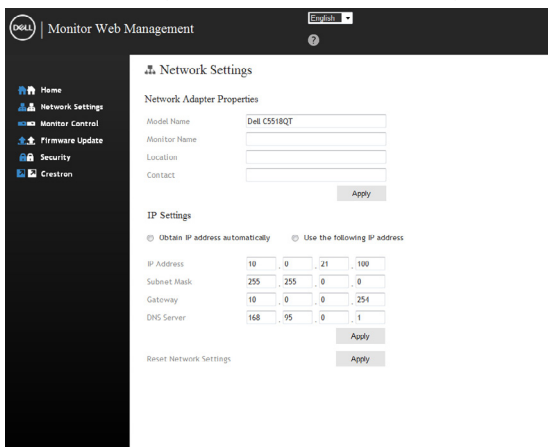 DELL Monitor Web Management
English
?
Home
Network Settings
Monitor Control
Firmware Update
Security
Crestron
Network Settings
Network Adapter Properties
Model Name Dell C5518QT
Monitor Name
Location
Contact
Apply
IP Settings
Obtain IP address automatically Use the following IP address
IP Address 10 . 0 . 21 . 100
Subnet Mask 255 . 255 . 0 . 0
Gateway 10 . 0 . 0 . 254
DNS Server 168 . 95 . 0 . 1
Apply
Reset Network Settings Apply